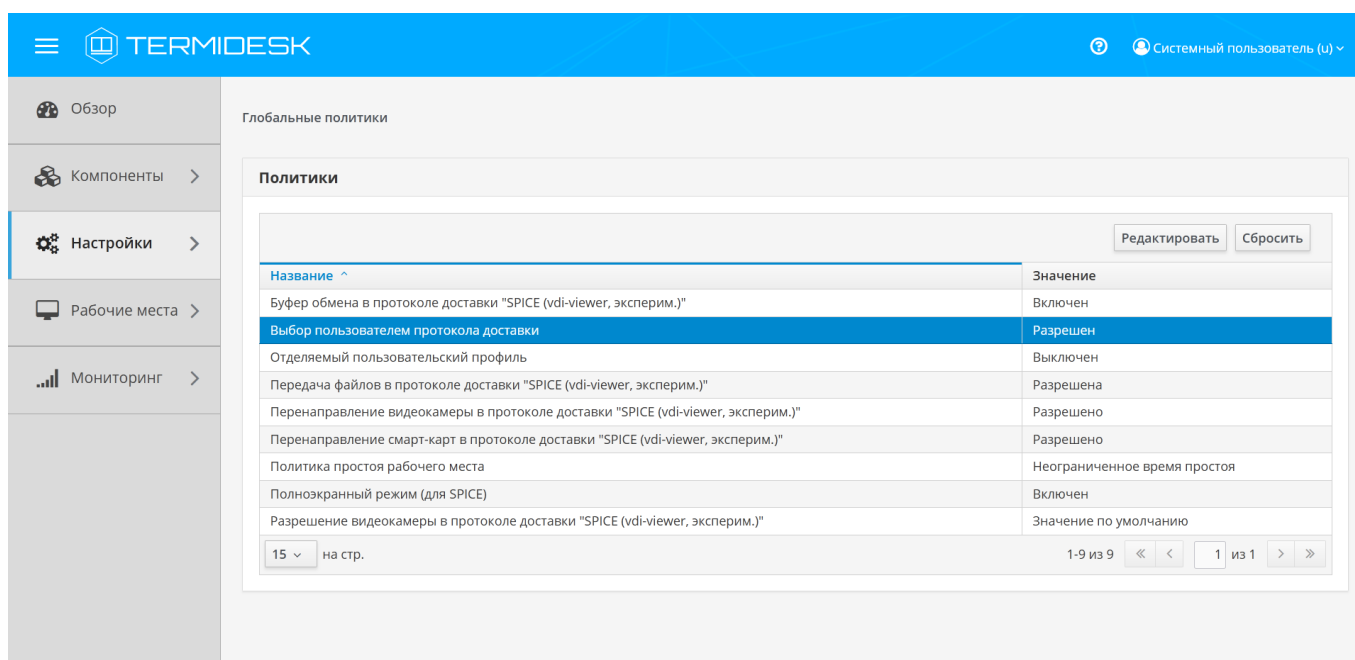 TERMIDESK
Системный пользователь (u)
Обзор
Компоненты
Настройки
Рабочие места
Мониторинг
Глобальные политики
Политики
Редактировать Сбросить
Название Значение
Буфер обмена в протоколе доставки "SPICE (vdi-viewer, эксперим.)" Включен
Выбор пользователем протокола доставки Разрешен
Отделяемый пользовательский профиль Выключен
Передача файлов в протоколе доставки "SPICE (vdi-viewer, эксперим.)" Разрешена
Перенаправление видеокамеры в протоколе доставки "SPICE (vdi-viewer, эксперим.)" Разрешено
Перенаправление смарт-карт в протоколе доставки "SPICE (vdi-viewer, эксперим.)" Разрешено
Политика простоя рабочего места Неограниченное время простоя
Полноэкранный режим (для SPICE) Включен
Разрешение видеокамеры в протоколе доставки "SPICE (vdi-viewer, эксперим.)" Значение по умолчанию
15 на стр. 1-9 из 9 « < 1 из 1 > »